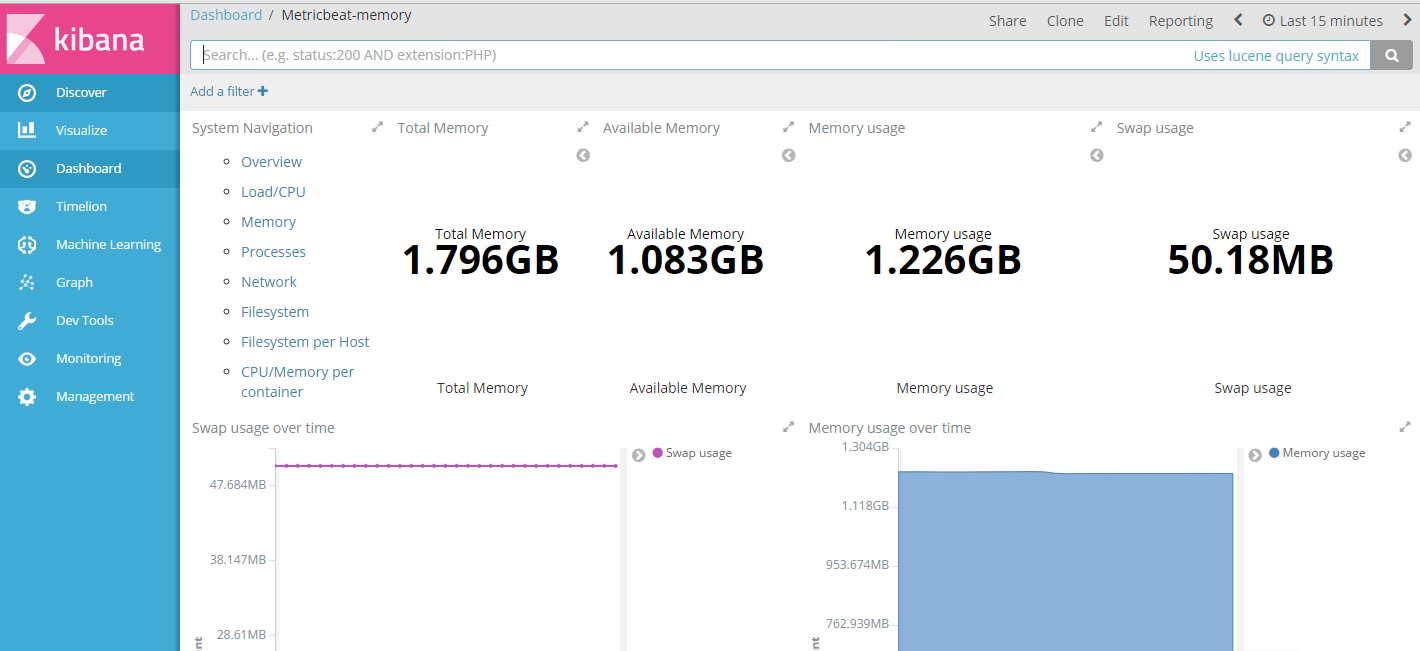 kibana
Discover
Visualize
Dashboard
Timelion
Machine Learning
Graph
Dev Tools
Monitoring
Management
Dashboard / Metricbeat-memory
Share Clone Edit Reporting Last 15 minutes
Search... (e.g. status:200 AND extension:PHP) Uses lucene query syntax
Add a filter +
System Navigation
Overview
Load/CPU
Memory
Processes
Network
Filesystem
Filesystem per Host
CPU/Memory per
container
Total Memory
Total Memory
1.796GB
Total Memory
Available Memory
Available Memory
1.083GB
Available Memory
Memory usage
Memory usage
1.226GB
Memory usage
Swap usage
Swap usage
50.18MB
Swap usage
Swap usage over time
47.684MB
38.147MB
28.61MB
Swap usage
Memory usage over time
1.304GB
1.118GB
953.674MB
762.939MB
Memory usage